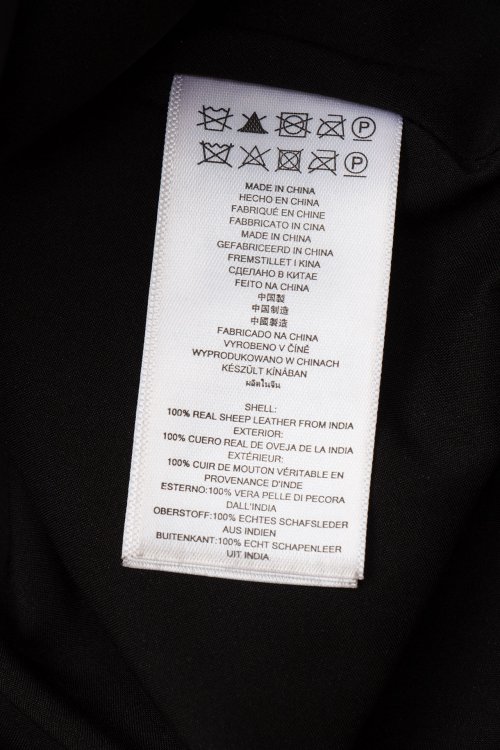 P
P
MADE IN CHINA
HECHO EN CHINA
FABRIQUÉ EN CHINE
FABBRICATO IN CINA
MADE IN CHINA
GEFABRICEERD IN CHINA
FREMSTILLET I KINA
СДЕЛАНО В КИТАЕ
FEITO NA CHINA
中国製
中国制造
中國製造
FABRICADO NA CHINA
VYROBENO V ČÍNĚ
WYPRODUKOWANO W CHINACH
KÉSZÜLT KÍNÁBAN
ผลิตในจีน
SHELL:
100% REAL SHEEP LEATHER FROM INDIA
EXTERIOR:
100% CUERO REAL DE OVEJA DE LA INDIA
EXTÉRIEUR:
100% CUIR DE MOUTON VÉRITABLE EN
PROVENANCE D'INDE
ESTERNO:100% VERA PELLE DI PECORA
DALL'INDIA
OBERSTOFF:100% ECHTES SCHAFSLEDER
AUS INDIEN
BUITENKANT:100% ECHT SCHAPENLEER
UIT INDIA